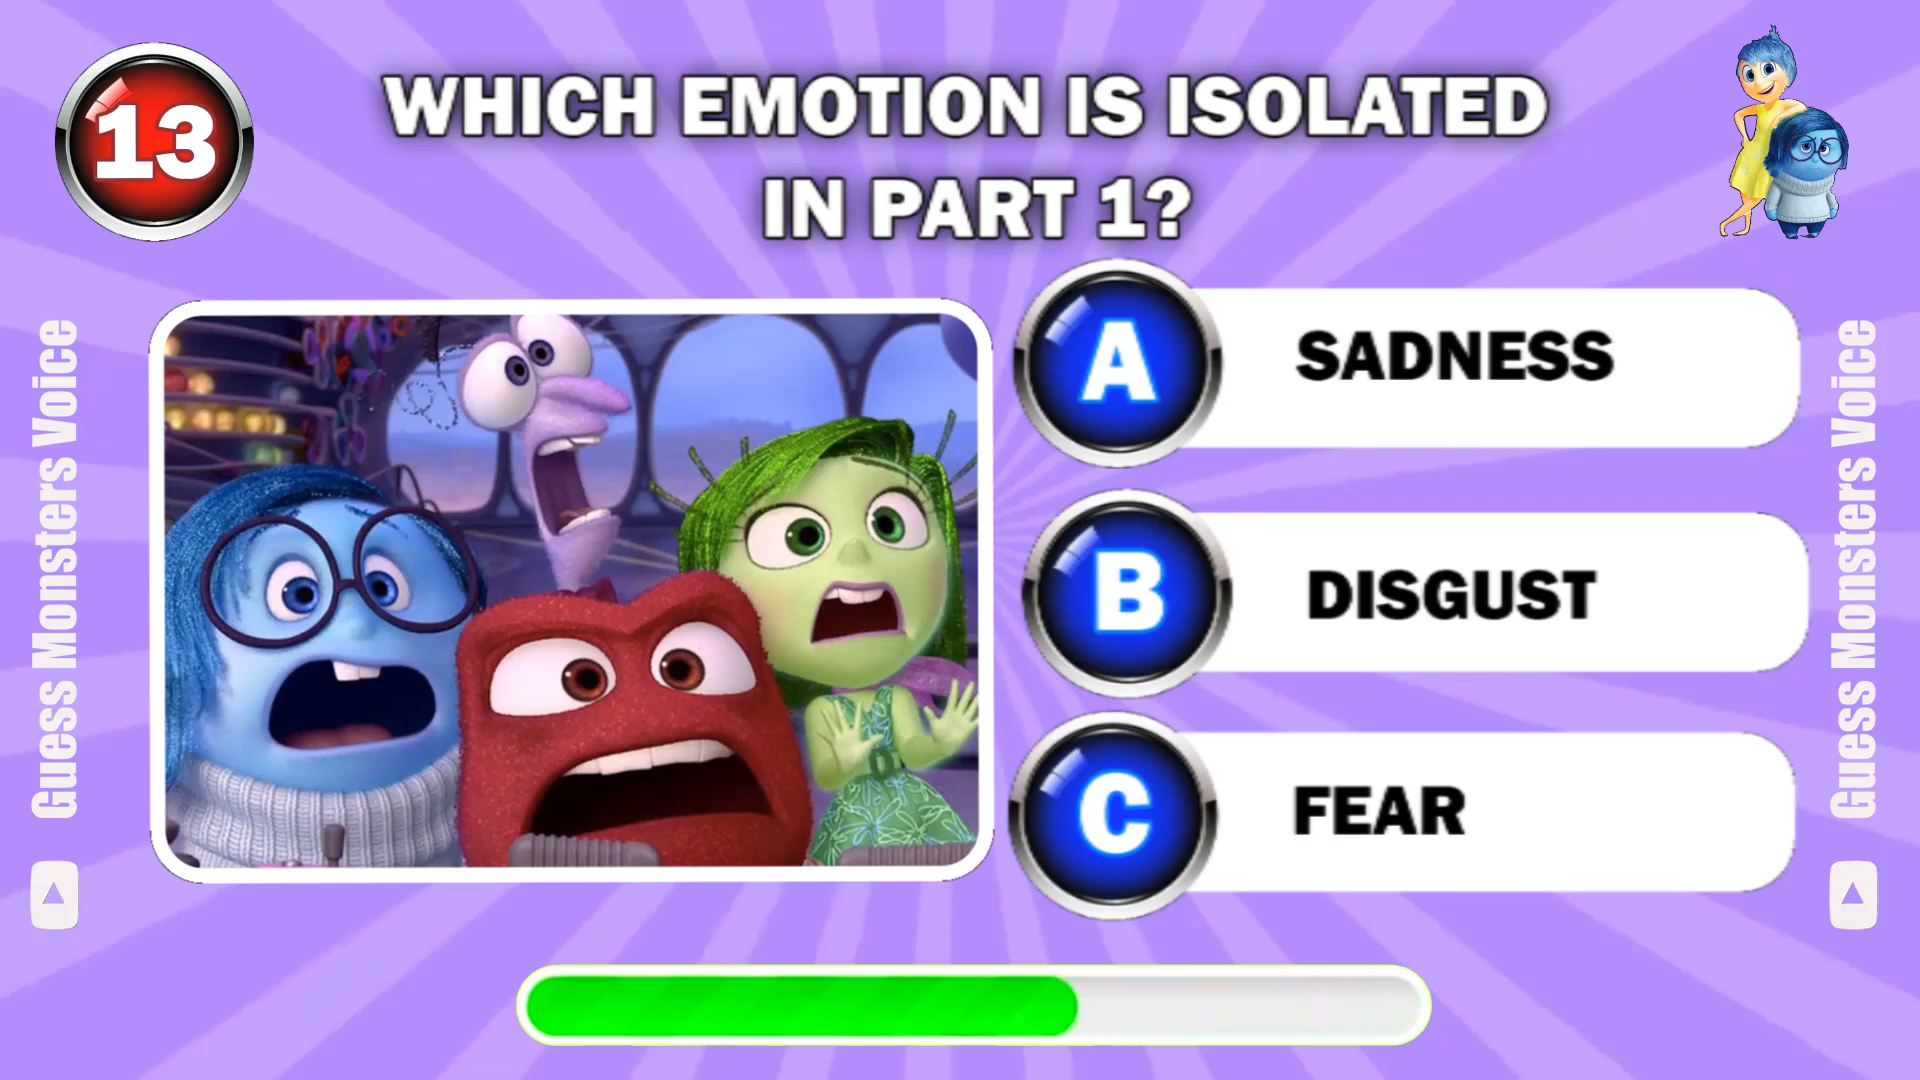 13
WHICH EMOTION IS ISOLATED
IN PART 1?
A
SADNESS
B
DISGUST
C
FEAR
Guess Monsters Voice
Guess Monsters Voice